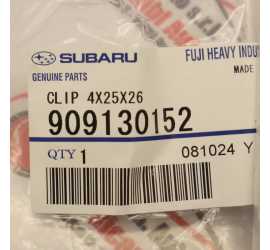 SUBARU
FUJI HEAVY INDU
GENUINE PARTS
MADE
CLIP 4X25X26
909130152
QTY 1
081024 Y